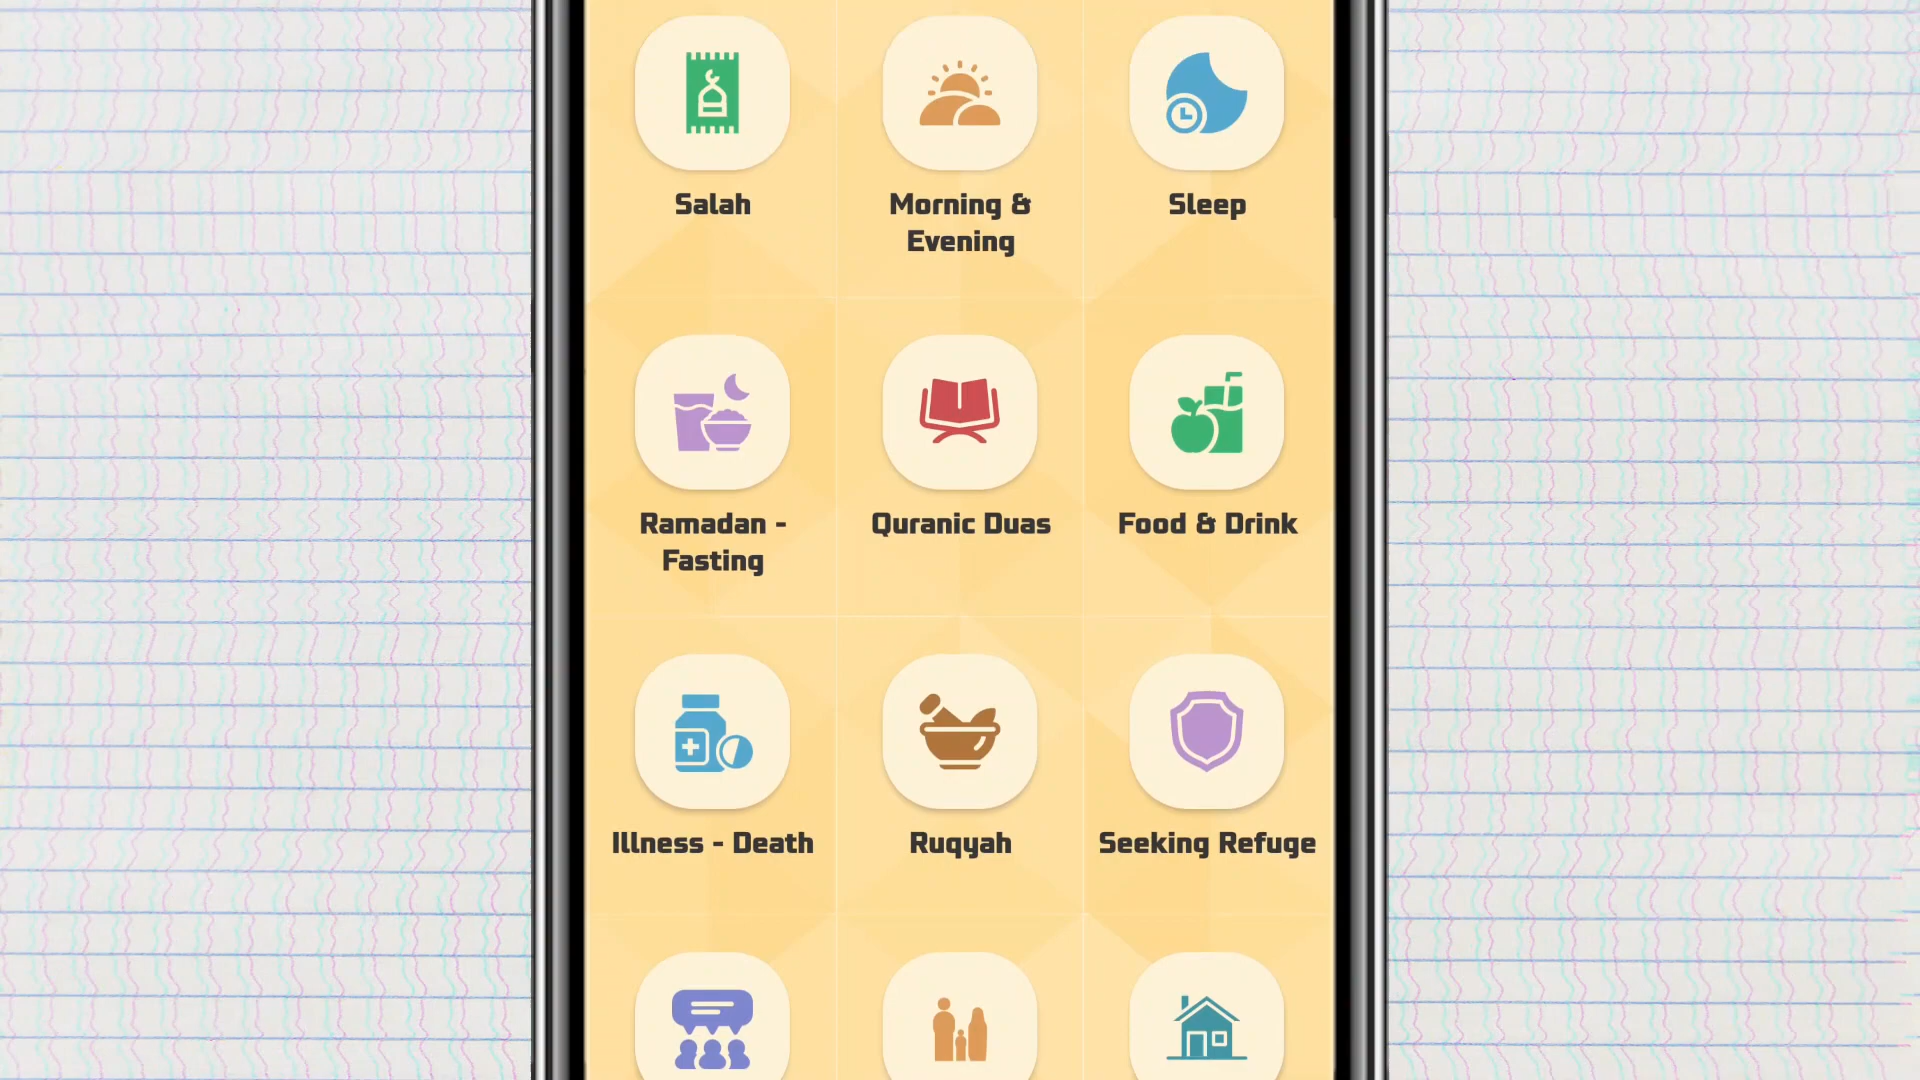 Salah
Morning &
Evening
Sleep
Ramadan -
Fasting
Quranic Duas
Food & Drink
Illness - Death
Ruqyah
Seeking Refuge